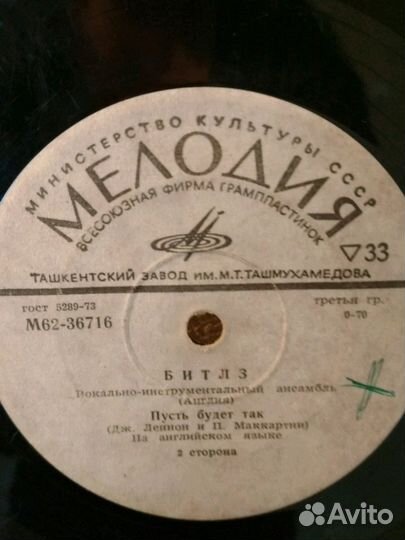 МИНИСТЕРСТВО КУЛЬТУРЫ СССР
МЕЛОДИЯ
ВСЕСОЮЗНАЯ ФИРМА ГРАМПЛАСТИНОК
33
ТАШКЕНТСКИЙ ЗАВОД ИМ.М.Т.ТАШМУХАМЕДОВА
гост 5289-73
третья гр.
М62-36716
0-70
БИТЛЗ
Вокально-инструментальный ансамбль
(Англия)
Пусть будет так
(Дж. Леннон и П. Маккартни)
На английском языке
2 сторона
Avito